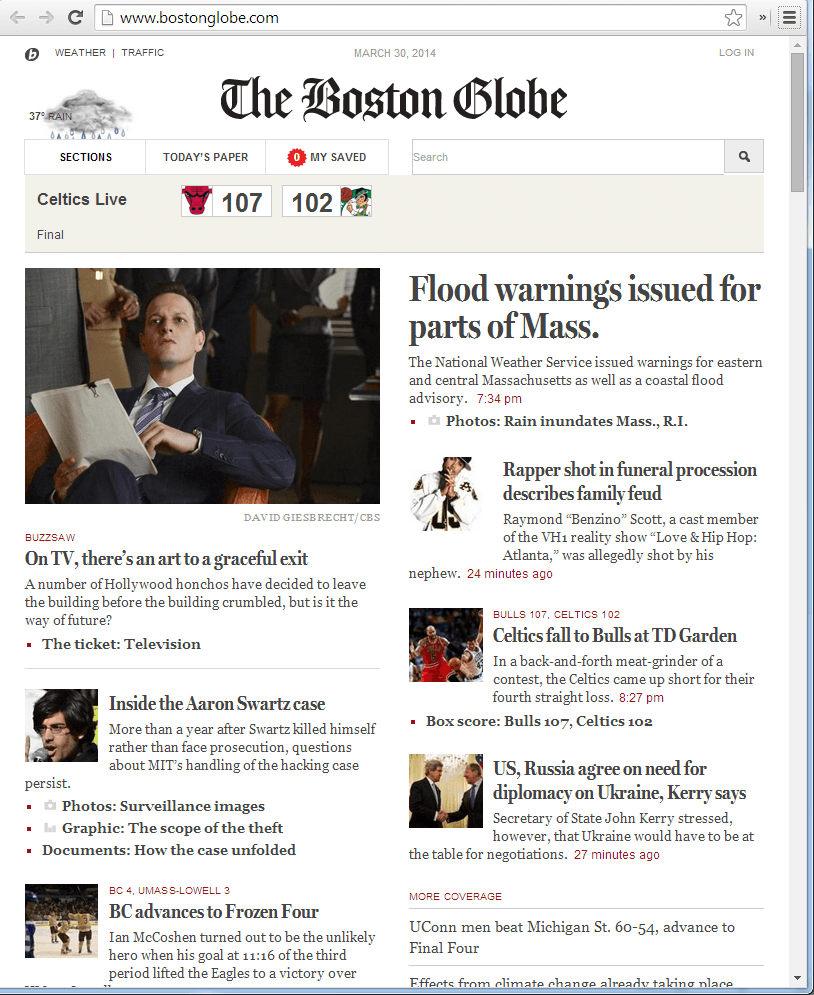 www.bostonglobe.com
b WEATHER | TRAFFIC
MARCH 30, 2014
LOG IN
The Boston Globe
37° RAIN
SECTIONS
TODAY'S PAPER
0 MY SAVED
Search
Celtics Live
107
102
Final
DAVID GIESBRECHT/CBS
BUZZSAW
On TV, there's an art to a graceful exit
A number of Hollywood honchos have decided to leave
the building before the building crumbled, but is it the
way of future?
The ticket: Television
Inside the Aaron Swartz case
More than a year after Swartz killed himself
rather than face prosecution, questions
about MIT's handling of the hacking case
persist.
Photos: Surveillance images
Graphic: The scope of the theft
Documents: How the case unfolded
BC 4, UMASS-LOWELL 3
BC advances to Frozen Four
Ian McCoshen turned out to be the unlikely
hero when his goal at 11:16 of the third
period lifted the Eagles to a victory over
Flood warnings issued for
parts of Mass.
The National Weather Service issued warnings for eastern
and central Massachusetts as well as a coastal flood
advisory. 7:34 pm
Photos: Rain inundates Mass., R.I.
Rapper shot in funeral procession
describes family feud
Raymond “Benzino” Scott, a cast member
of the VH1 reality show “Love & Hip Hop:
Atlanta,” was allegedly shot by his
nephew. 24 minutes ago
BULLS 107, CELTICS 102
Celtics fall to Bulls at TD Garden
In a back-and-forth meat-grinder of a
contest, the Celtics came up short for their
fourth straight loss. 8:27 pm
Box score: Bulls 107, Celtics 102
US, Russia agree on need for
diplomacy on Ukraine, Kerry says
Secretary of State John Kerry stressed,
however, that Ukraine would have to be at
the table for negotiations. 27 minutes ago
MORE COVERAGE
UConn men beat Michigan St. 60-54, advance to
Final Four
Effects from climate change already taking place